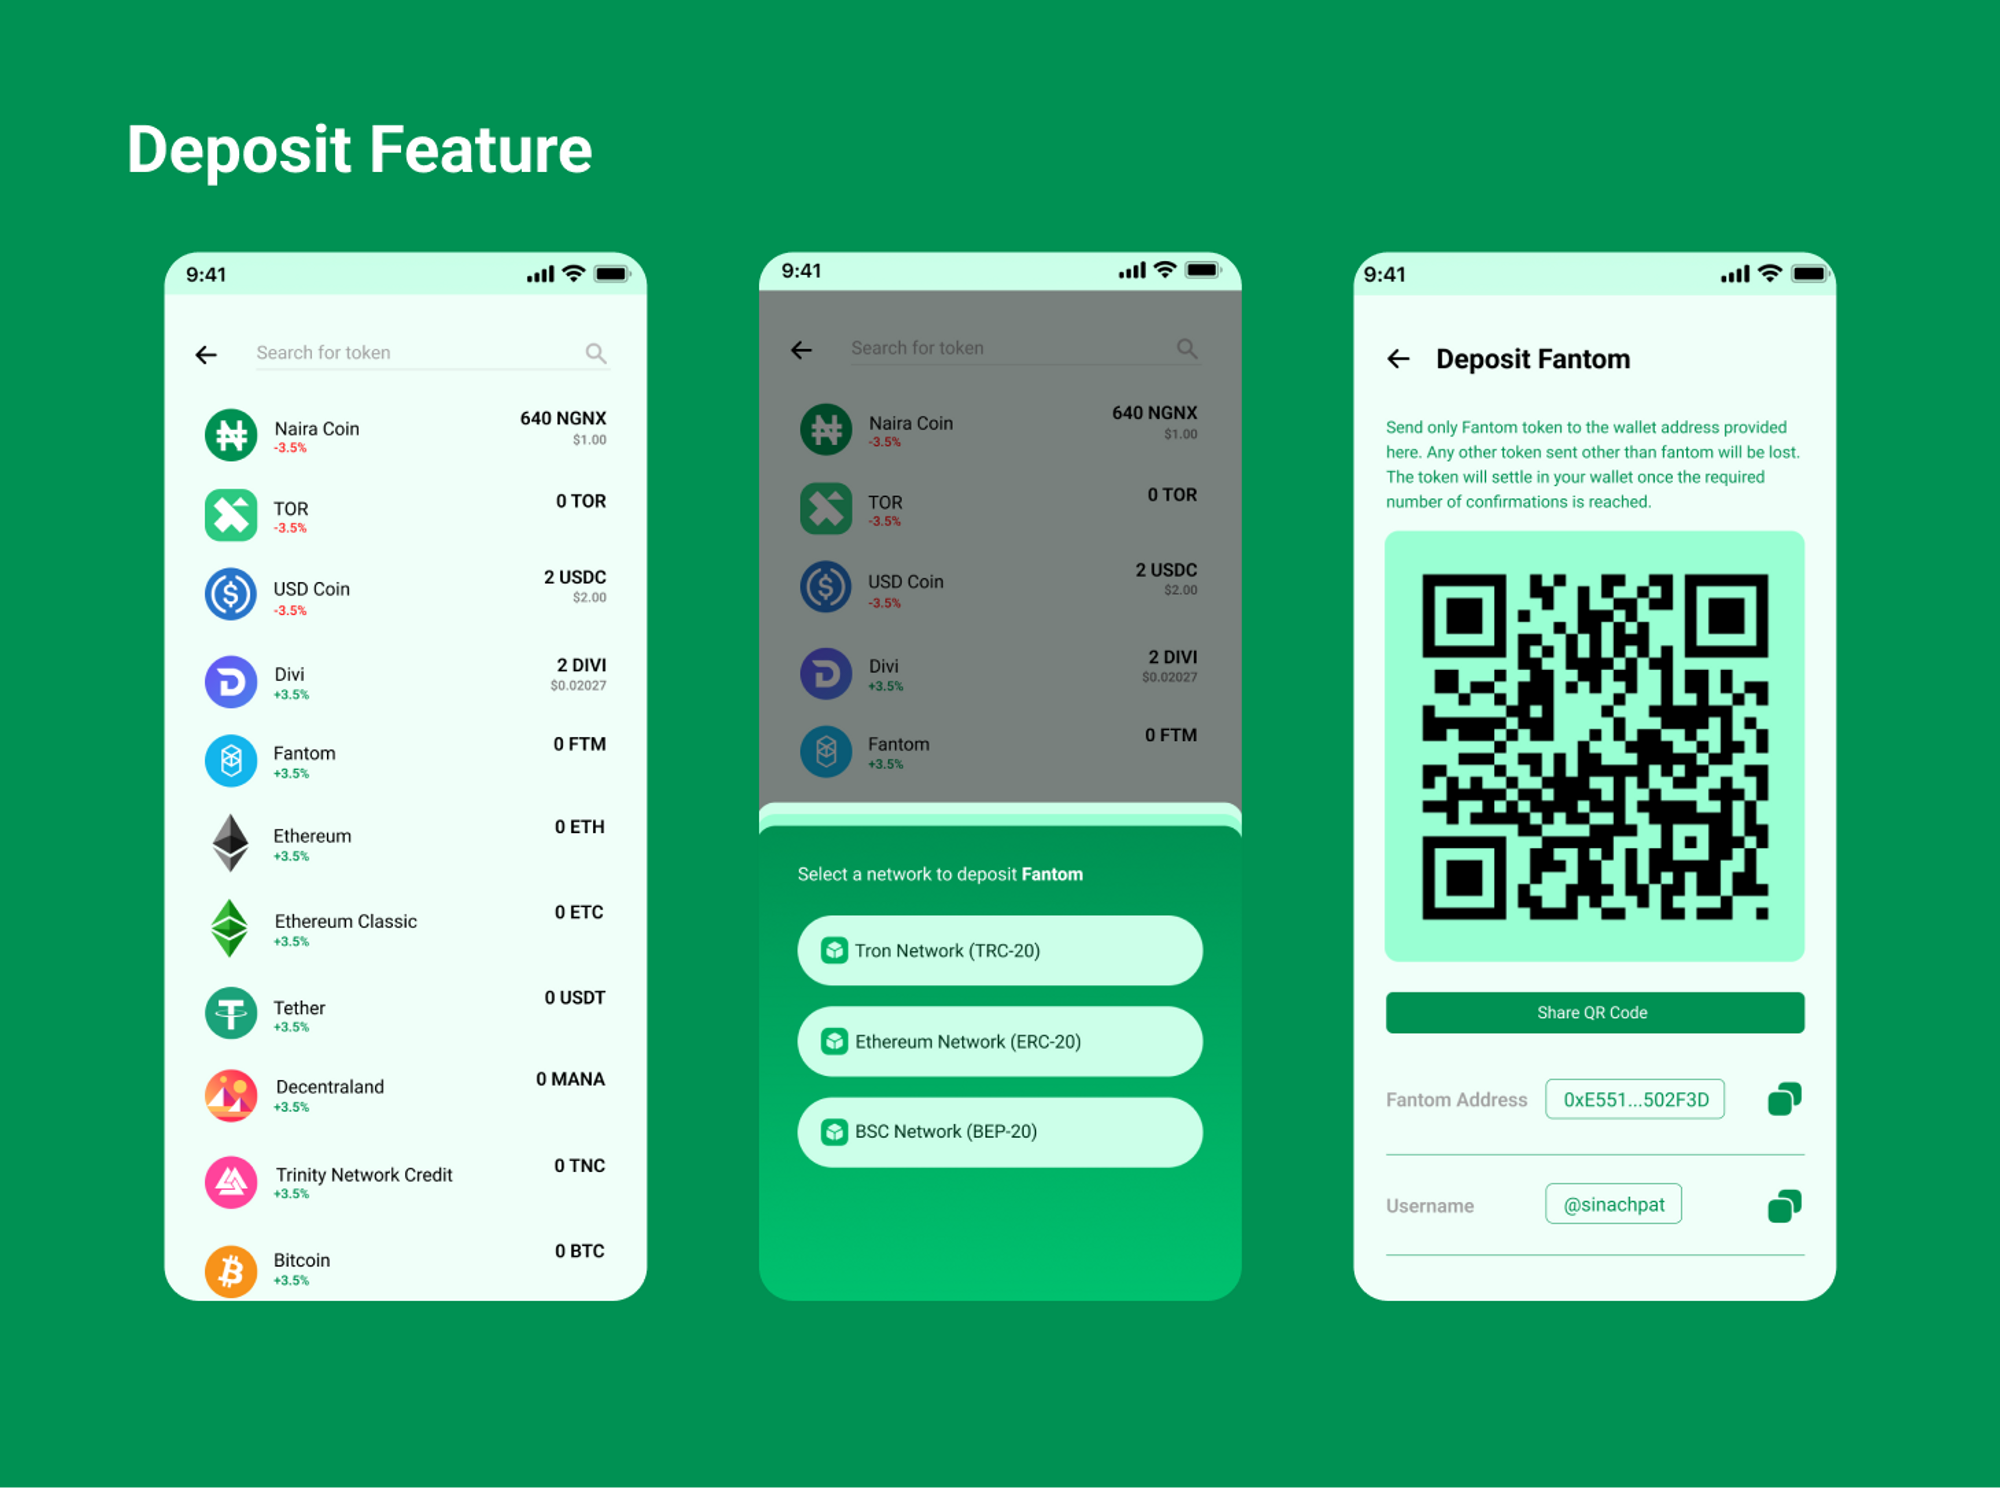 Deposit Feature
9:41
Search for token
Naira Coin
-3.5%
640 NGNX
$1.00
TOR
-3.5%
0 TOR
USD Coin
-3.5%
2 USDC
$2.00
Divi
+3.5%
2 DIVI
$0.02027
Fantom
+3.5%
0 FTM
Ethereum
+3.5%
0 ETH
Ethereum Classic
+3.5%
0 ETC
Tether
+3.5%
0 USDT
Decentraland
+3.5%
0 MANA
Trinity Network Credit
+3.5%
0 TNC
Bitcoin
+3.5%
0 BTC
9:41
Search for token
Naira Coin
-3.5%
640 NGNX
$1.00
TOR
-3.5%
0 TOR
USD Coin
-3.5%
2 USDC
$2.00
Divi
+3.5%
2 DIVI
$0.02027
Fantom
+3.5%
0 FTM
Select a network to deposit Fantom
Tron Network (TRC-20)
Ethereum Network (ERC-20)
BSC Network (BEP-20)
9:41
Deposit Fantom
Send only Fantom token to the wallet address provided
here. Any other token sent other than fantom will be lost.
The token will settle in your wallet once the required
number of confirmations is reached.
Share QR Code
Fantom Address
0xE551...502F3D
Username
@sinachpat